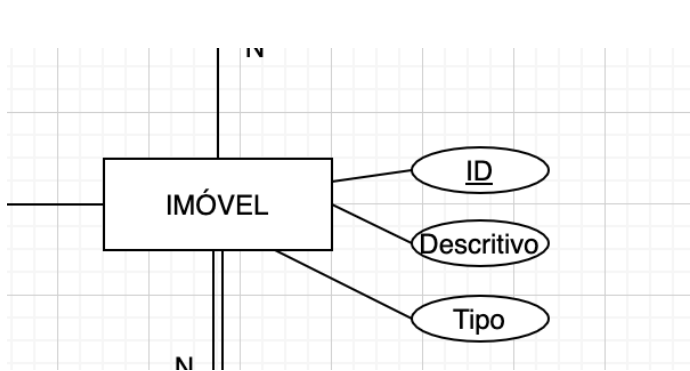 N
ID
IMÓVEL
Descritivo
Tipo
N